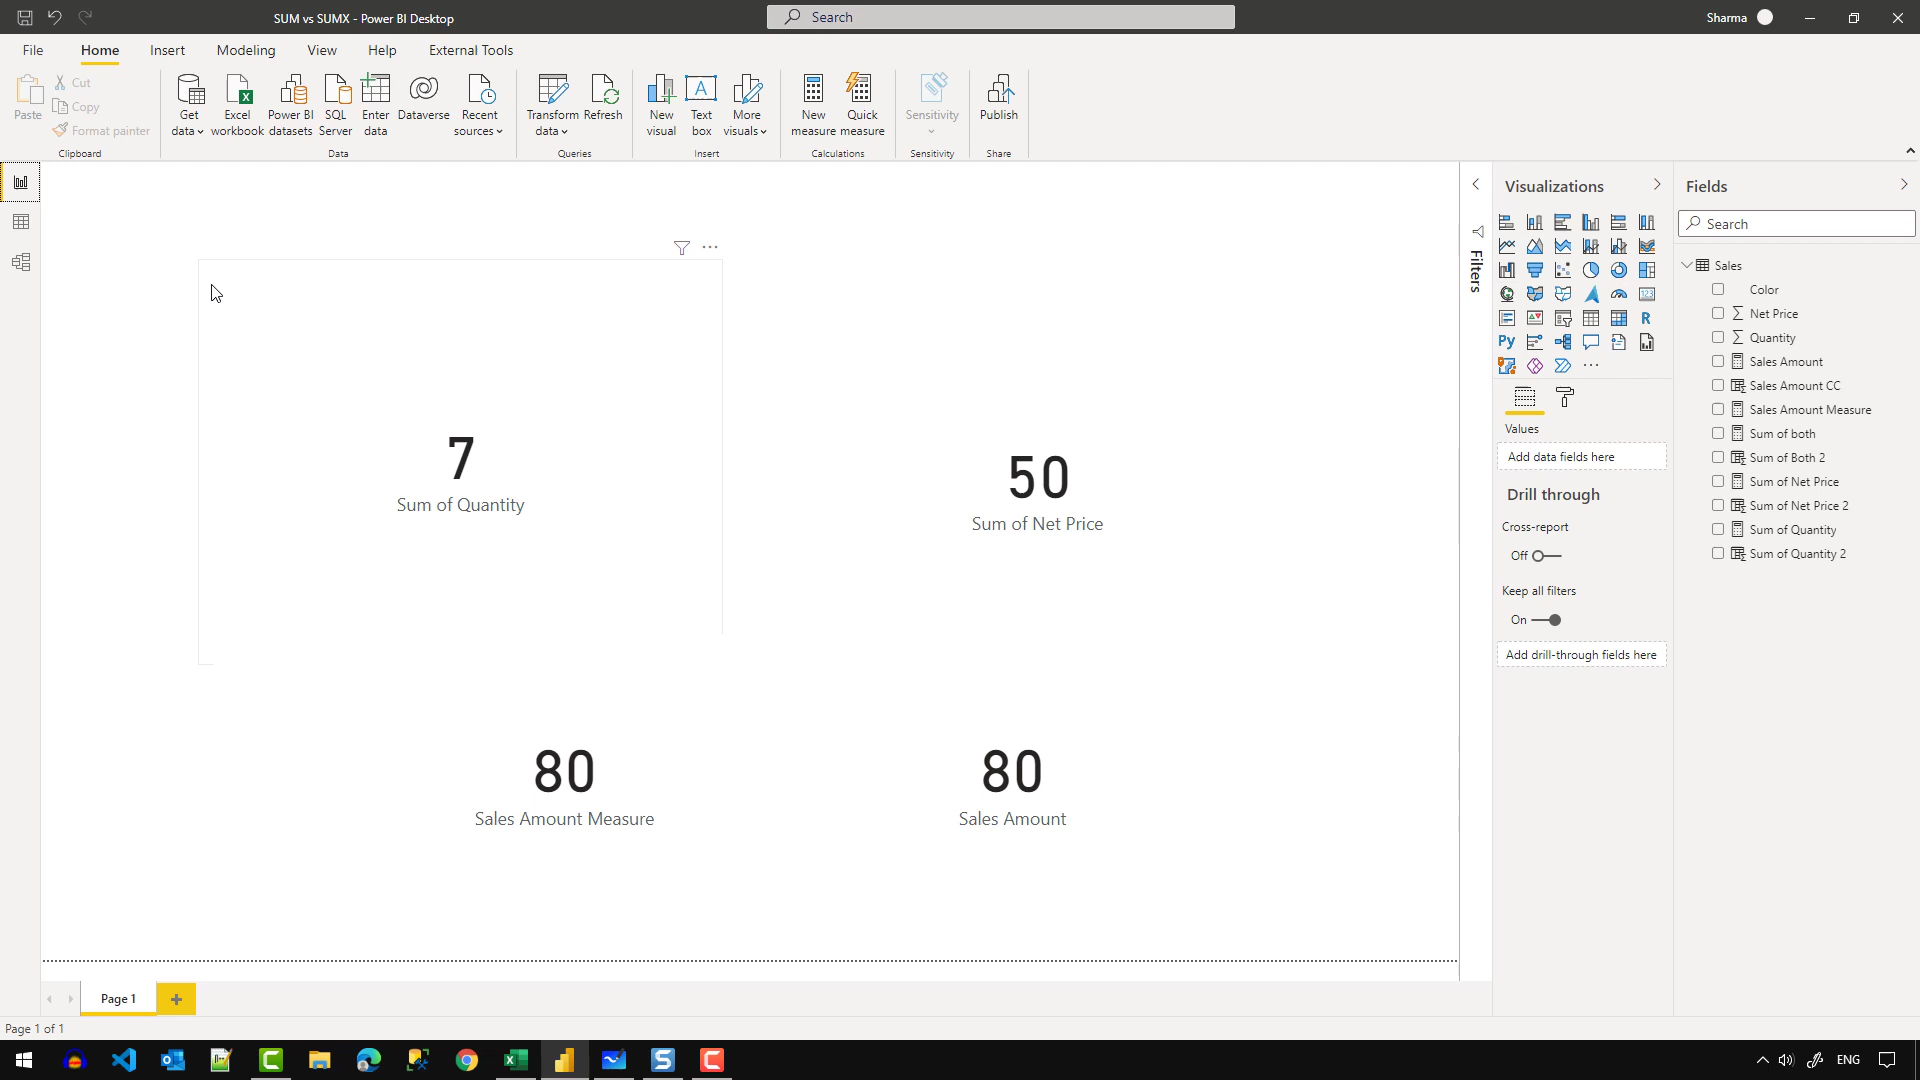 SUM vs SUMX - Power BI Desktop
Search
Sharma
File
Home
Insert
Modeling
View
Help
External Tools
Paste
Cut
Copy
Format painter
Clipboard
Get data
Excel workbook
Power BI datasets
SQL Server
Enter data
Dataverse
Recent sources
Data
Transform data
Refresh
Queries
New visual
A
Text box
More visuals
Insert
New measure
Quick measure
Calculations
Sensitivity
Sensitivity
Publish
Share
7
Sum of Quantity
50
Sum of Net Price
80
Sales Amount Measure
80
Sales Amount
Filters
Visualizations
123
R
Py
Values
Add data fields here
Drill through
Cross-report
Off
Keep all filters
On
Add drill-through fields here
Fields
Search
Sales
Color
Net Price
Quantity
Sales Amount
Sales Amount CC
Sales Amount Measure
Sum of both
Sum of Both 2
Sum of Net Price
Sum of Net Price 2
Sum of Quantity
Sum of Quantity 2
Page 1
Page 1 of 1
ENG